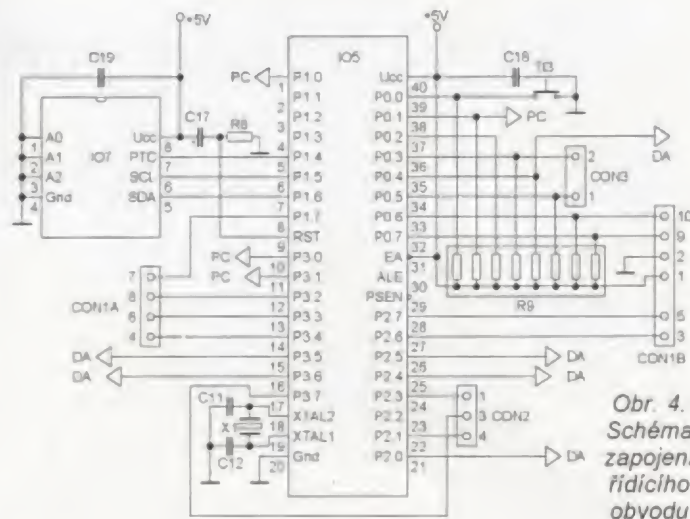 +5V
+5V
C19
IO5
C18
Tl3
PC
P1.0
Ucc
1
40
P1.1
P0.0
2
39
PC
P1.2
P0.1
3
38
A0
Ucc
C17
R8
P1.3
P0.2
DA
1
8
4
37
A1
IO7
PTC
P1.4
P0.3
2
CON3
2
7
5
36
A2
SCL
P1.5
P0.4
3
6
6
35
Gnd
SDA
P1.6
P0.5
1
4
5
7
34
P1.7
P0.6
10
8
33
RST
P0.7
9
9
32
PC
P3.0
EA
2
10
31
7
PC
P3.1
ALE
1
11
30
CON1A
8
P3.2
PSEN
R9
12
29
6
P3.3
P2.7
5
13
28
4
P3.4
P2.6
3
14
27
CON1B
DA
P3.5
P2.5
DA
15
26
DA
P3.6
P2.4
DA
16
25
P3.7
P2.3
1
C11
17
24
XTAL2
P2.2
3
CON2
X1
18
23
XTAL1
P2.1
4
C12
19
22
Gnd
P2.0
DA
20
21
Obr. 4.
Schéma
zapojení
řídícího
obvodu